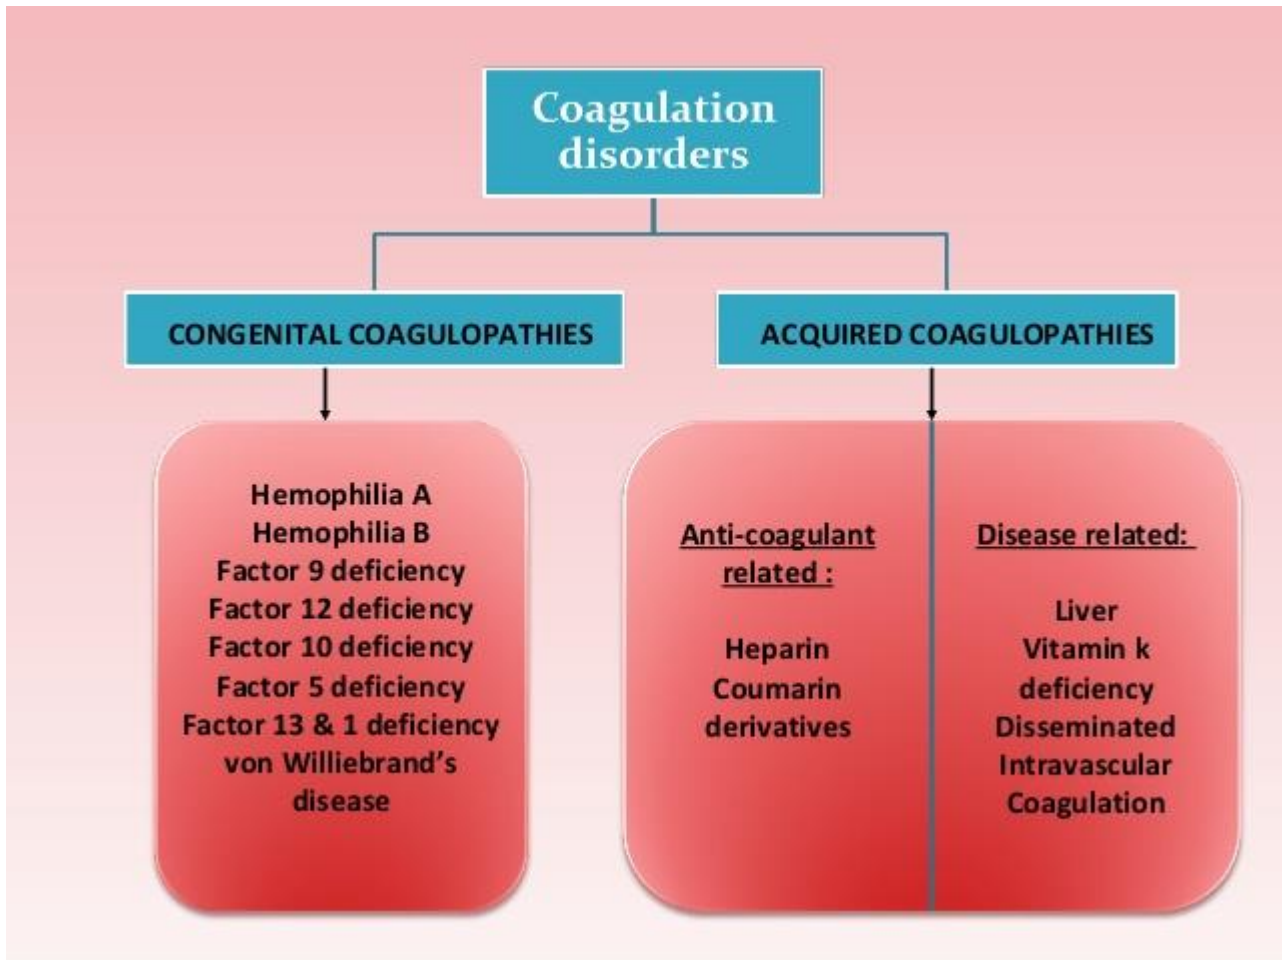 Coagulation
disorders
CONGENITAL COAGULOPATHIES
ACQUIRED COAGULOPATHIES
Hemophilia A
Hemophilia B
Factor 9 deficiency
Factor 12 deficiency
Factor 10 deficiency
Factor 5 deficiency
Factor 13 & 1 deficiency
von Williebrand’s
disease
Anti-coagulant
related :
Heparin
Coumarin
derivatives
Disease related:
Liver
Vitamin k
deficiency
Disseminated
Intravascular
Coagulation